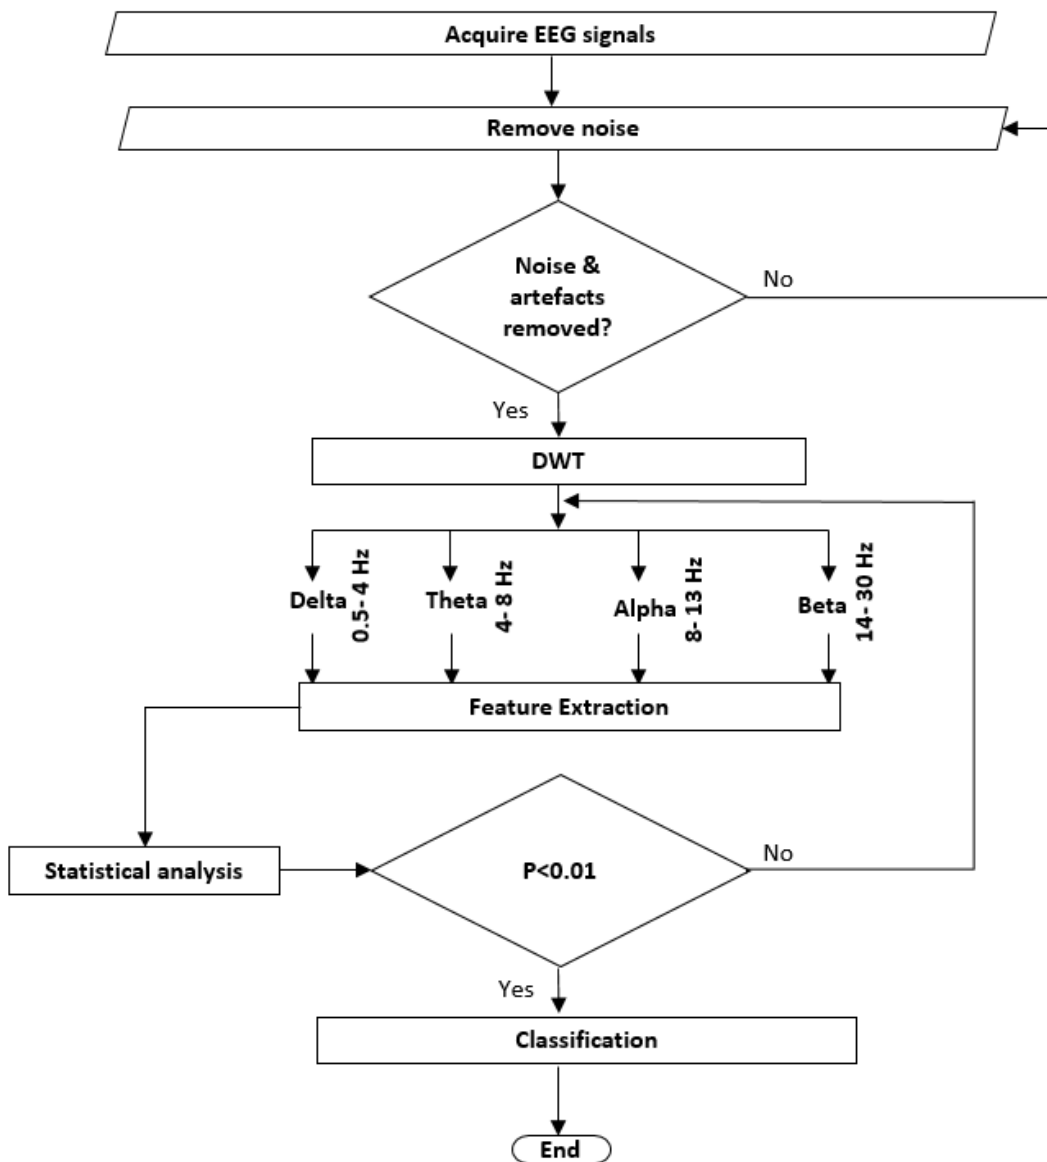 Acquire EEG signals
Remove noise
Noise &
artefacts
removed?
No
Yes
DWT
Delta
0.5- 4 Hz
Theta
4- 8 Hz
Alpha
8- 13 Hz
Beta
14- 30 Hz
Feature Extraction
Statistical analysis
P<0.01
No
Yes
Classification
End